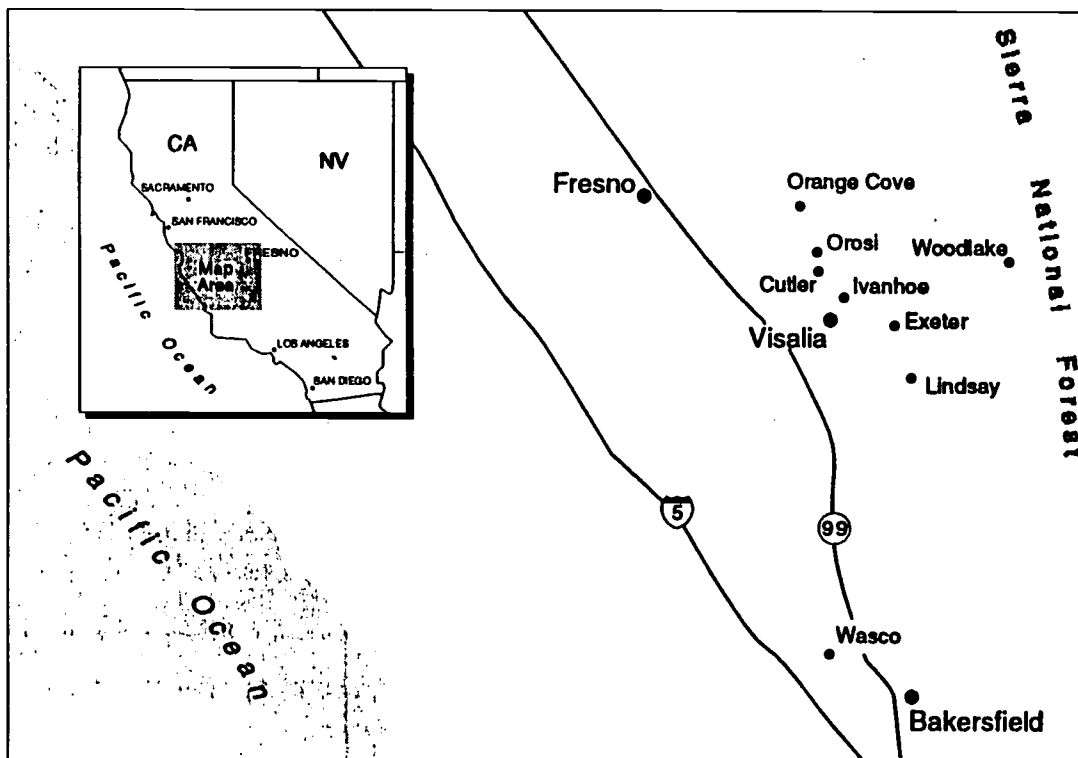 CA
NV
SACRAMENTO
SAN FRANCISCO
FRESNO
Map
Area
Pacific Ocean
LOS ANGELES
SAN DIEGO
Sierra National Forest
Fresno
Orange Cove
Orosi
Woodlake
Cutler
Ivanhoe
Visalia
Exeter
Lindsay
Pacific Ocean
5
99
Wasco
Bakersfield